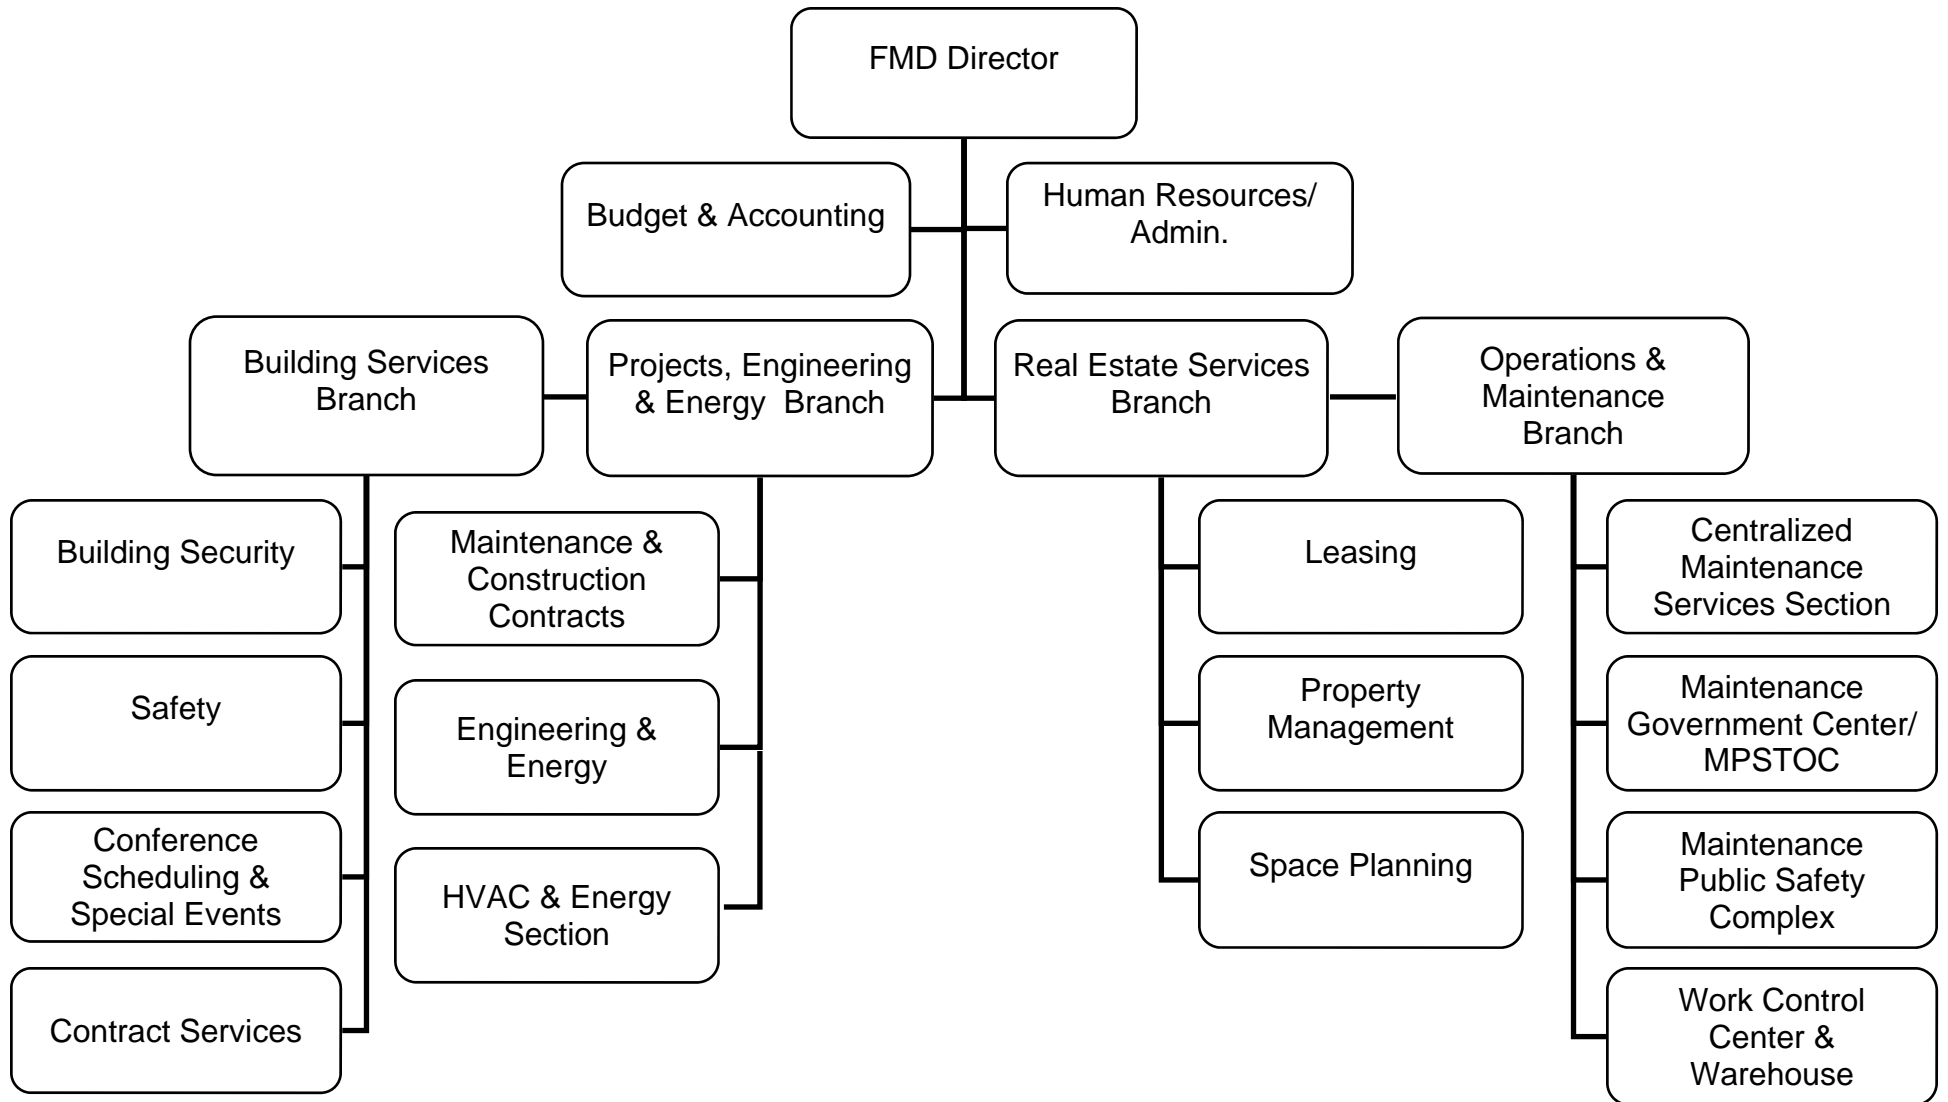 FMD Director
Budget & Accounting
Human Resources/
Admin.
Building Services
Branch
Projects, Engineering
& Energy  Branch
Real Estate Services
Branch
Operations &
Maintenance
Branch
Building Security
Safety
Conference
Scheduling &
Special Events
Contract Services
Maintenance &
Construction
Contracts
Engineering &
Energy
HVAC & Energy
Section
Leasing
Property
Management
Space Planning
Centralized
Maintenance
Services Section
Maintenance
Government Center/
MPSTOC
Maintenance
Public Safety
Complex
Work Control
Center &
Warehouse